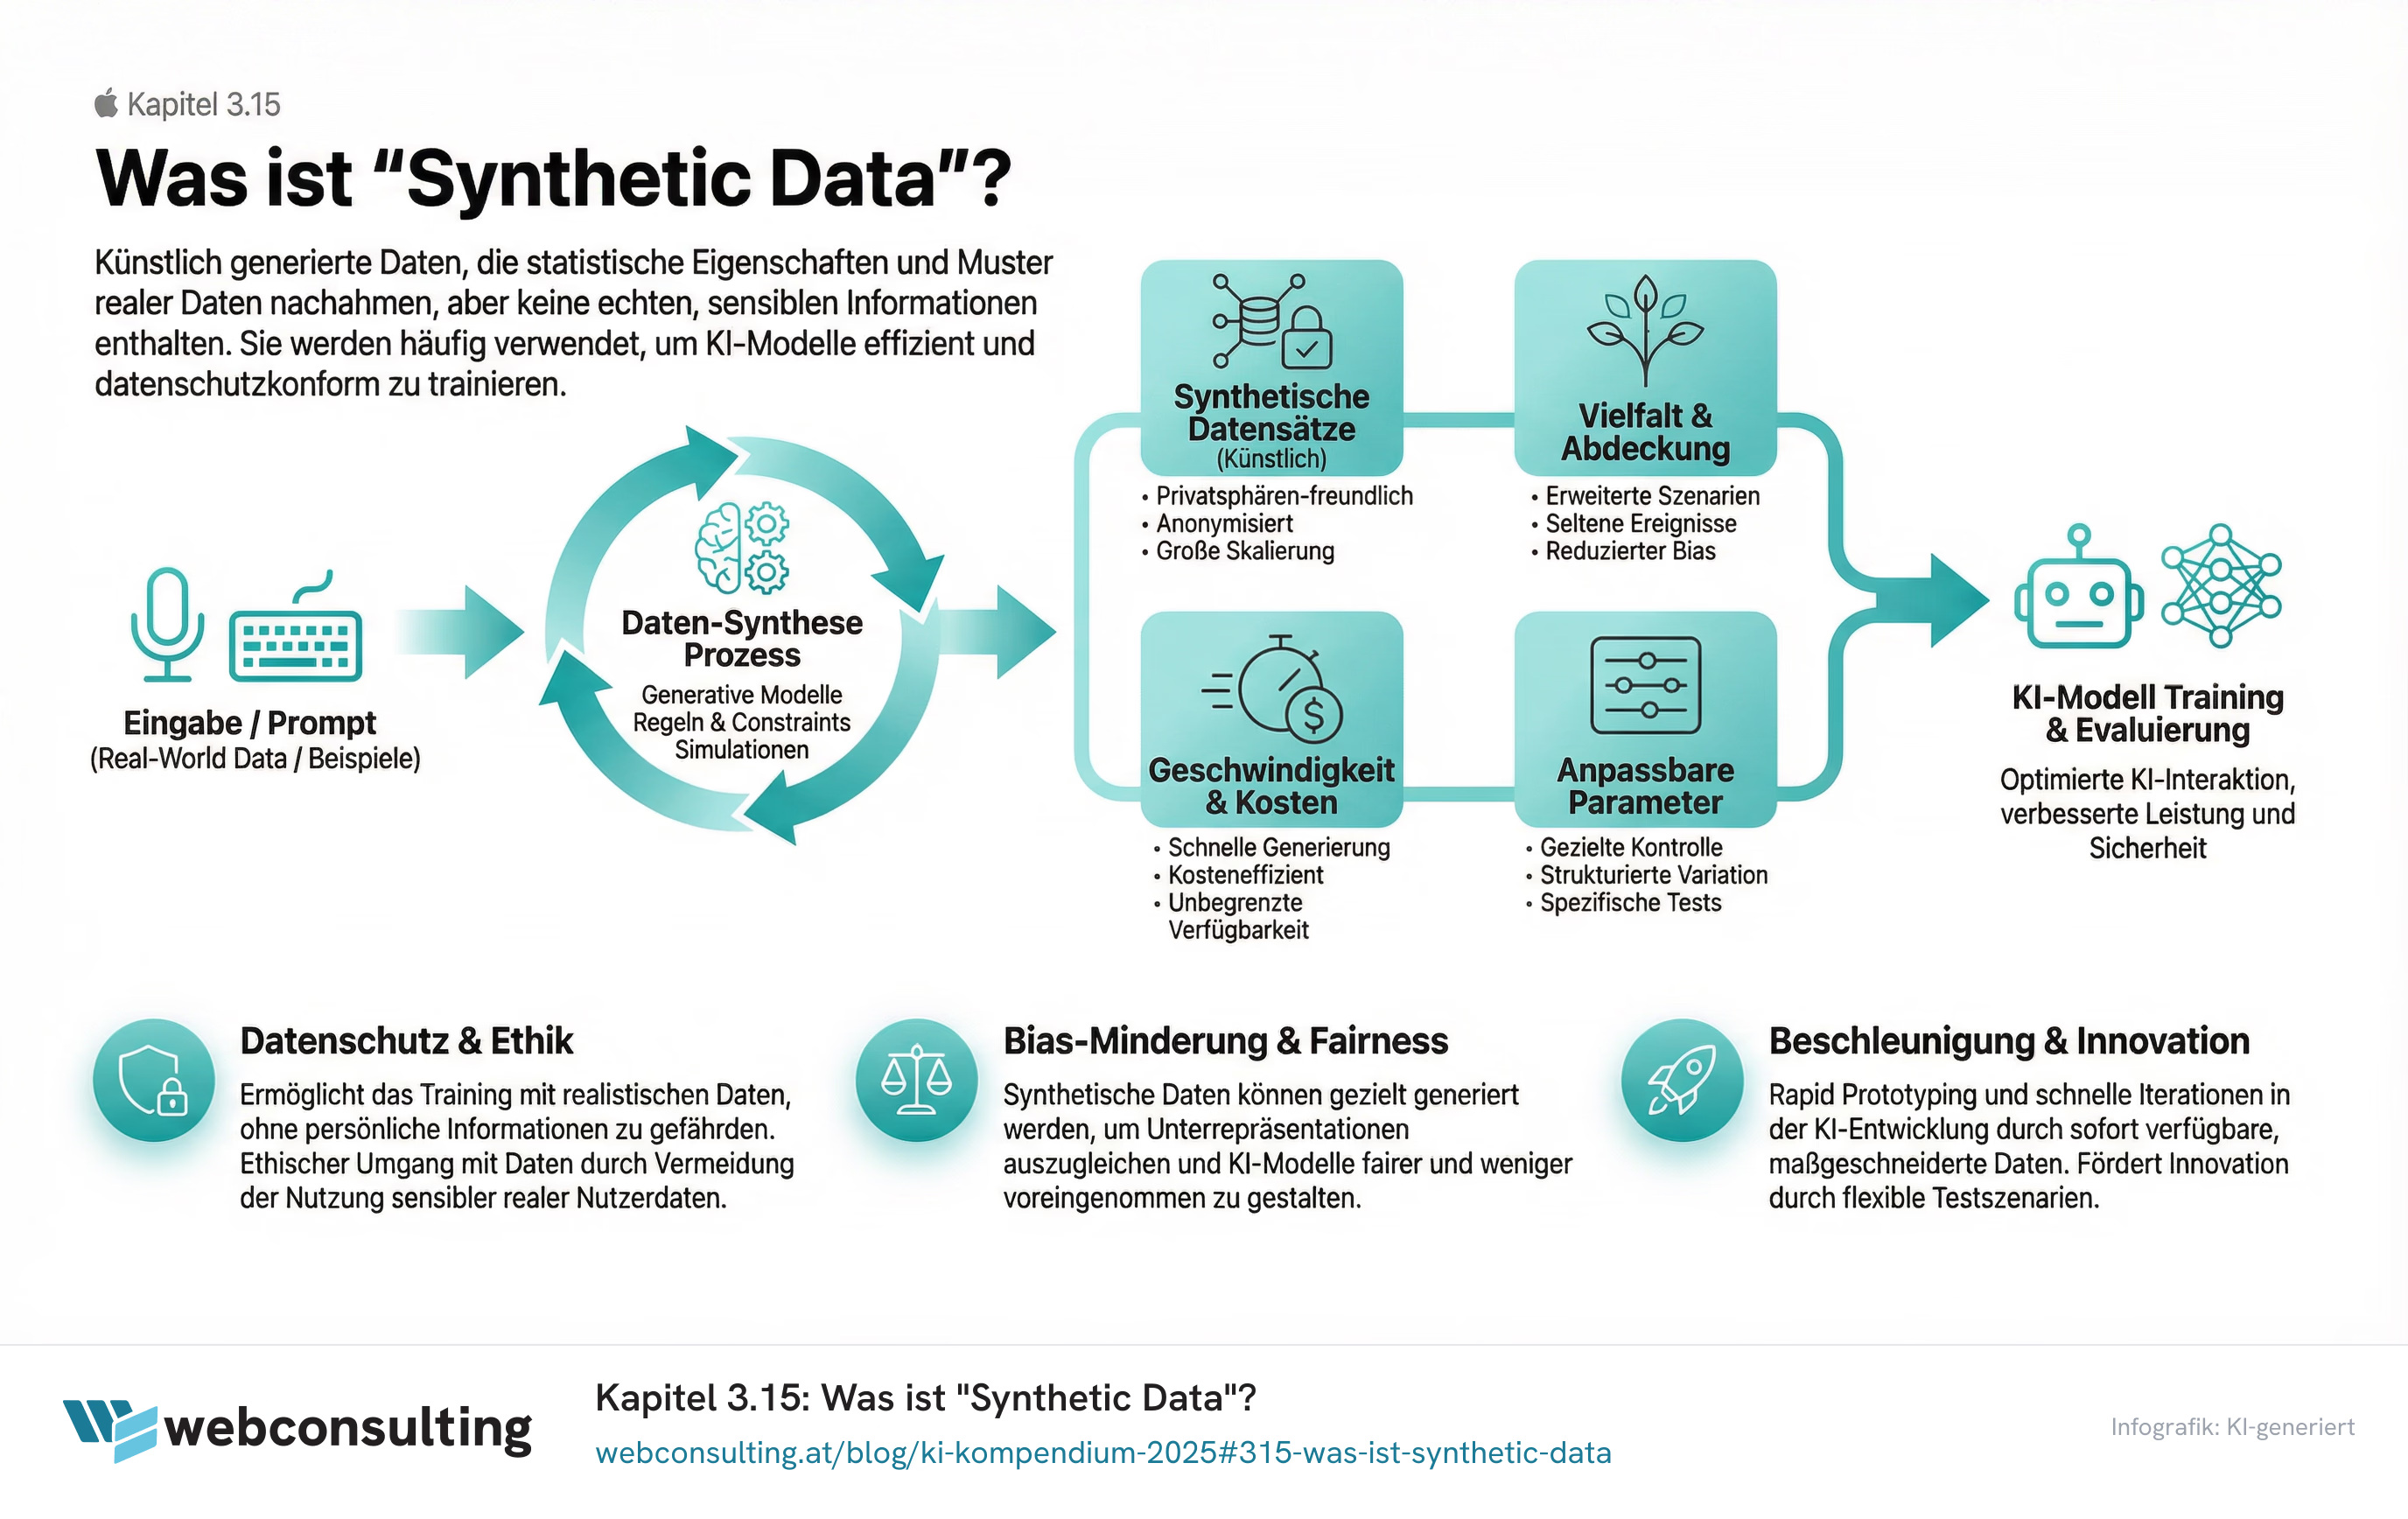 Kapitel 3.15
Was ist “Synthetic Data”?
Künstlich generierte Daten, die statistische Eigenschaften und Muster
realer Daten nachahmen, aber keine echten, sensiblen Informationen
enthalten. Sie werden häufig verwendet, um KI-Modelle effizient und
datenschutzkonform zu trainieren.
Eingabe / Prompt
(Real-World Data / Beispiele)
Daten-Synthese
Prozess
Generative Modelle
Regeln & Constraints
Simulationen
Synthetische
Datensätze
(Künstlich)
• Privatsphären-freundlich
• Anonymisiert
• Große Skalierung
Vielfalt &
Abdeckung
• Erweiterte Szenarien
• Seltene Ereignisse
• Reduzierter Bias
$
Geschwindigkeit
& Kosten
• Schnelle Generierung
• Kosteneffizient
• Unbegrenzte
Verfügbarkeit
Anpassbare
Parameter
• Gezielte Kontrolle
• Strukturierte Variation
• Spezifische Tests
KI-Modell Training
& Evaluierung
Optimierte KI-Interaktion,
verbesserte Leistung und
Sicherheit
Datenschutz & Ethik
Ermöglicht das Training mit realistischen Daten,
ohne persönliche Informationen zu gefährden.
Ethischer Umgang mit Daten durch Vermeidung
der Nutzung sensibler realer Nutzerdaten.
Bias-Minderung & Fairness
Synthetische Daten können gezielt generiert
werden, um Unterrepräsentationen
auszugleichen und KI-Modelle fairer und weniger
voreingenommen zu gestalten.
Beschleunigung & Innovation
Rapid Prototyping und schnelle Iterationen in
der KI-Entwicklung durch sofort verfügbare,
maßgeschneiderte Daten. Fördert Innovation
durch flexible Testszenarien.
webconsulting
Kapitel 3.15: Was ist "Synthetic Data"?
webconsulting.at/blog/ki-kompendium-2025#315-was-ist-synthetic-data
Infografik: KI-generiert